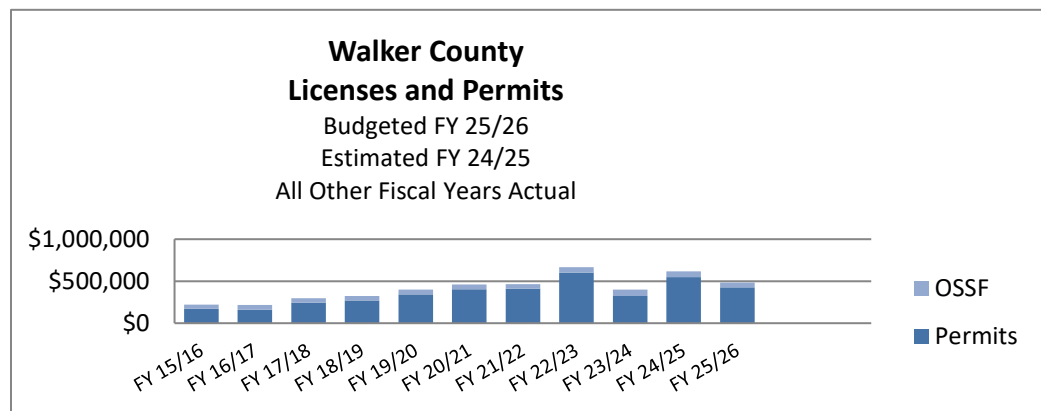 Walker County
Licenses and Permits
Budgeted FY 25/26
Estimated FY 24/25
All Other Fiscal Years Actual
$1,000,000
$500,000
$0
OSSF
Permits
FY 15/16
FY 16/17
FY 17/18
FY 18/19
FY 19/20
FY 20/21
FY 21/22
FY 22/23
FY 23/24
FY 24/25
FY 25/26